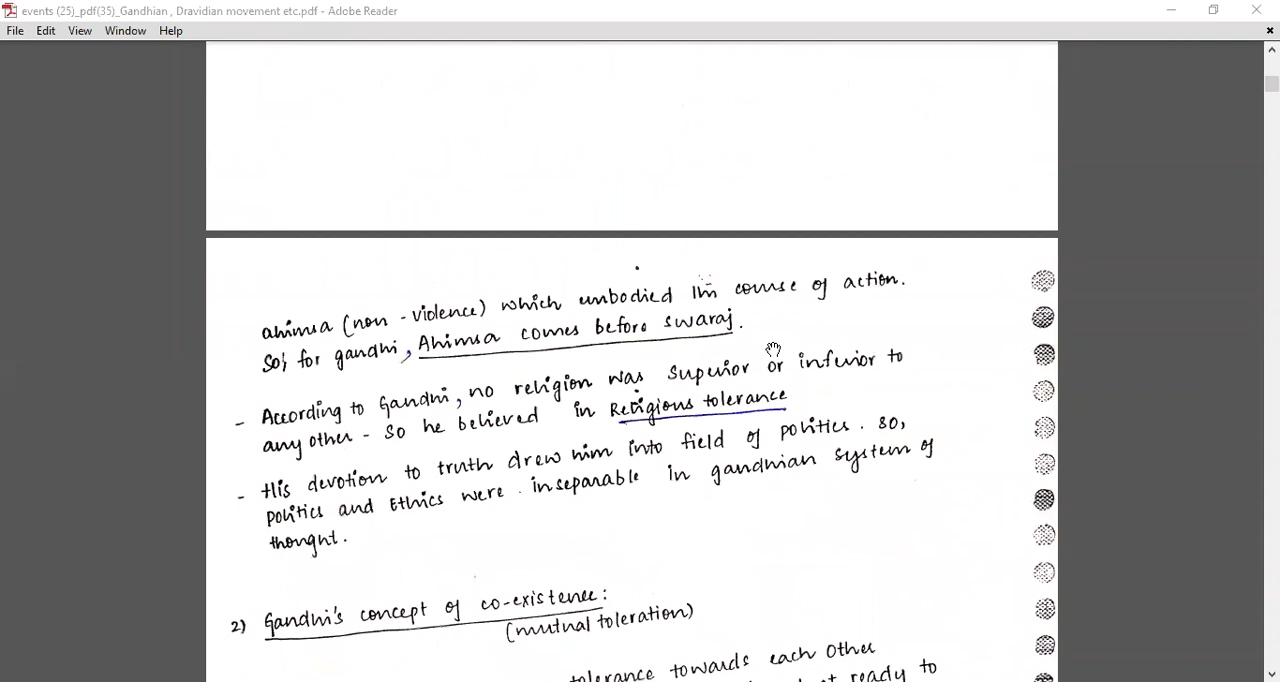 events (25)_pdf(35)_Gandhian , Dravidian movement etc.pdf - Adobe Reader
File Edit View Window Help
ahimsa (non - violence) which umbodied Im course of action.
So; for gandhi, Ahimsa comes before swaraj.
- According to Gandhi, no religion was superior or inferior to
any other - so he believed in Religious tolerance
- His devotion to truth drew him into field of politics. so,
politics and Ethics were inseparable in gandhian system of
thought.
2) Gandhi's concept of co-existence:
(mutual toleration)
tolerance towards each other
ready to